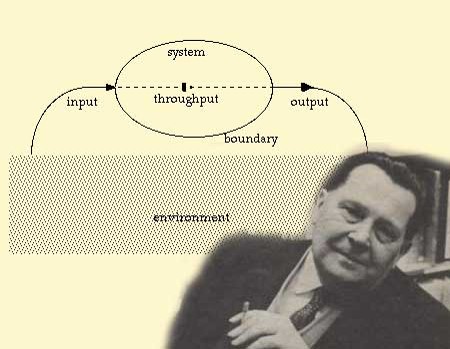 system
input
throughput
output
boundary
environment